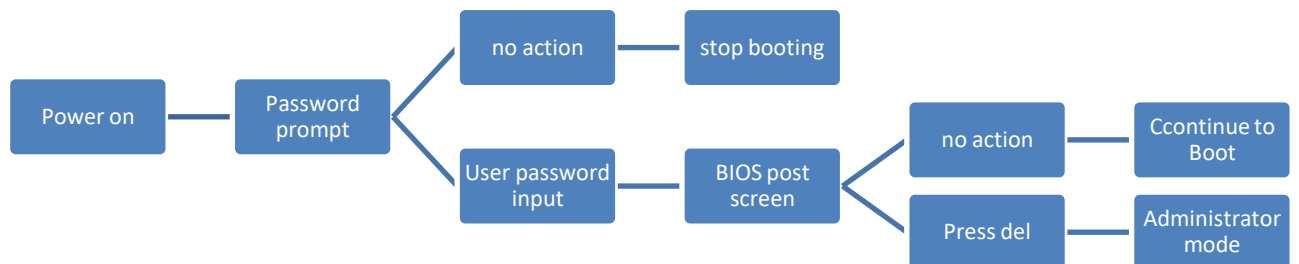 no action
stop booting
Power on
Password
prompt
no action
Ccontinue to
Boot
User password
input
BIOS post
screen
Press del
Administrator
mode